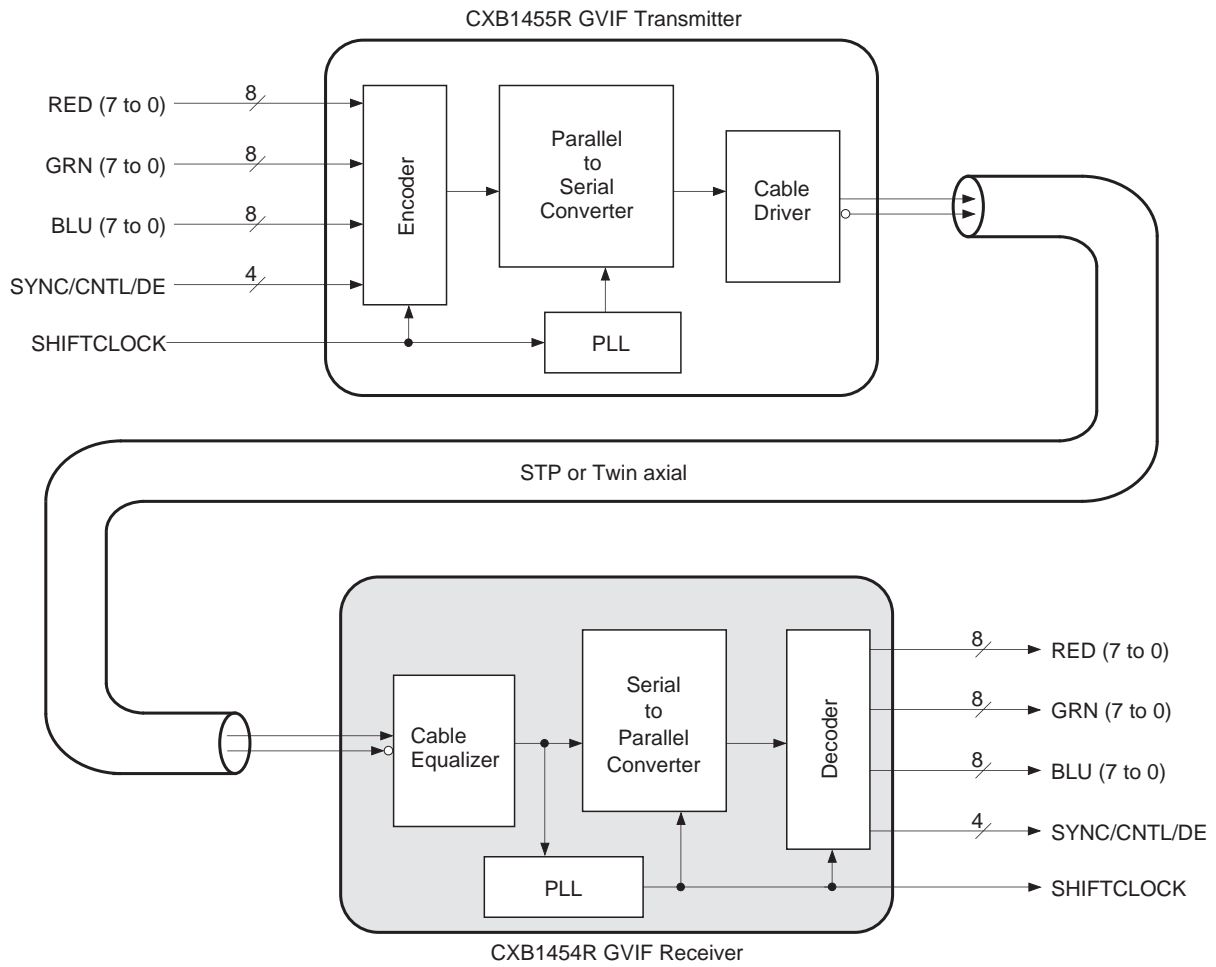 CXB1455R GVIF Transmitter
RED (7 to 0)
8
GRN (7 to 0)
8
BLU (7 to 0)
8
SYNC/CNTL/DE
4
SHIFTCLOCK
Encoder
Parallel
to
Serial
Converter
Cable
Driver
PLL
STP or Twin axial
Cable
Equalizer
Serial
to
Parallel
Converter
Decoder
PLL
8
RED (7 to 0)
8
GRN (7 to 0)
8
BLU (7 to 0)
4
SYNC/CNTL/DE
SHIFTCLOCK
CXB1454R GVIF Receiver